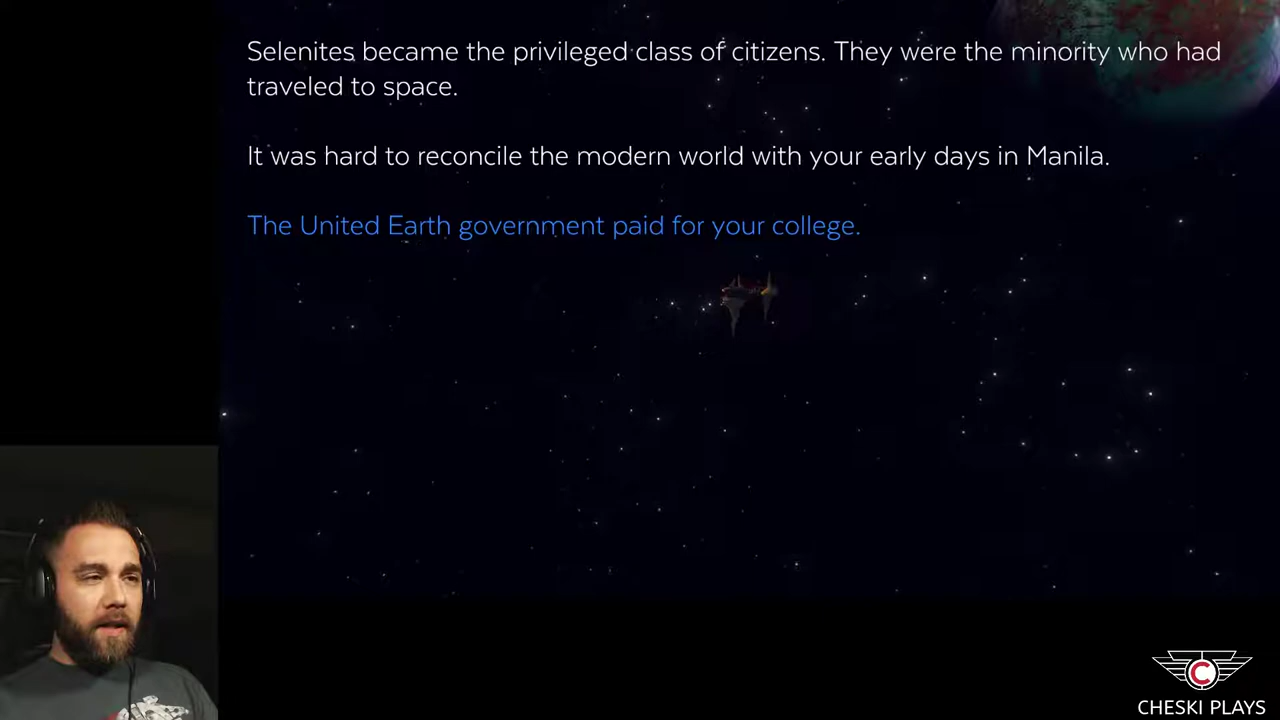 Selenites became the privileged class of citizens. They were the minority who had
traveled to space.
It was hard to reconcile the modern world with your early days in Manila.
The United Earth government paid for your college.
C
CHESKI PLAYS